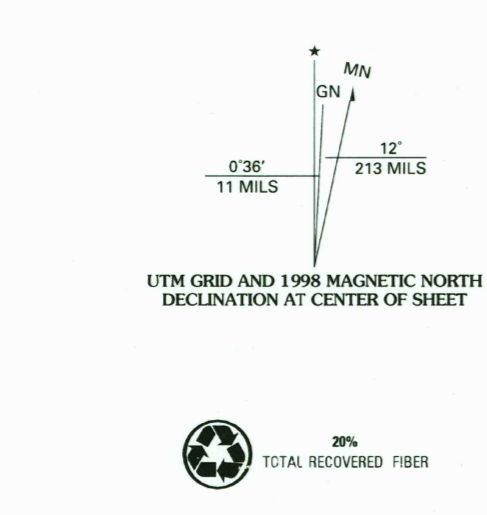 ★
MN
GN
12°
213 MILS
0°36′
11 MILS
UTM GRID AND 1998 MAGNETIC NORTH
DECLINATION AT CENTER OF SHEET
20%
TOTAL RECOVERED FIBER